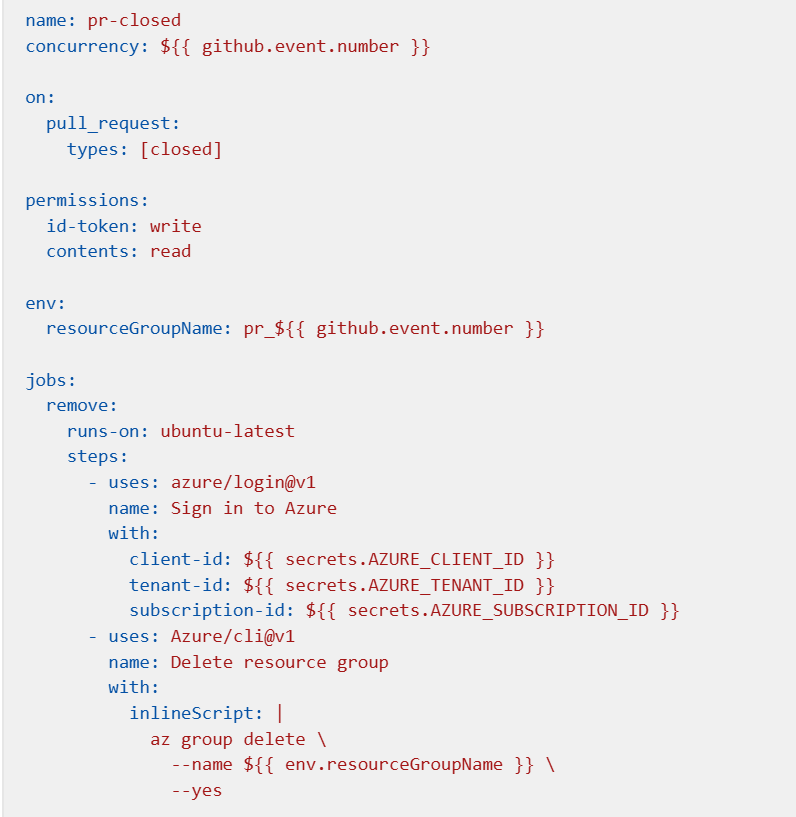 name: pr-closed
concurrency: ${{ github.event.number }}

on:
  pull_request:
    types: [closed]

permissions:
  id-token: write
  contents: read

env:
  resourceGroupName: pr_${{ github.event.number }}

jobs:
  remove:
    runs-on: ubuntu-latest
    steps:
      - uses: azure/login@v1
        name: Sign in to Azure
        with:
          client-id: ${{ secrets.AZURE_CLIENT_ID }}
          tenant-id: ${{ secrets.AZURE_TENANT_ID }}
          subscription-id: ${{ secrets.AZURE_SUBSCRIPTION_ID }}
      - uses: Azure/cli@v1
        name: Delete resource group
        with:
          inlineScript: |
            az group delete \
              --name ${{ env.resourceGroupName }} \
              --yes